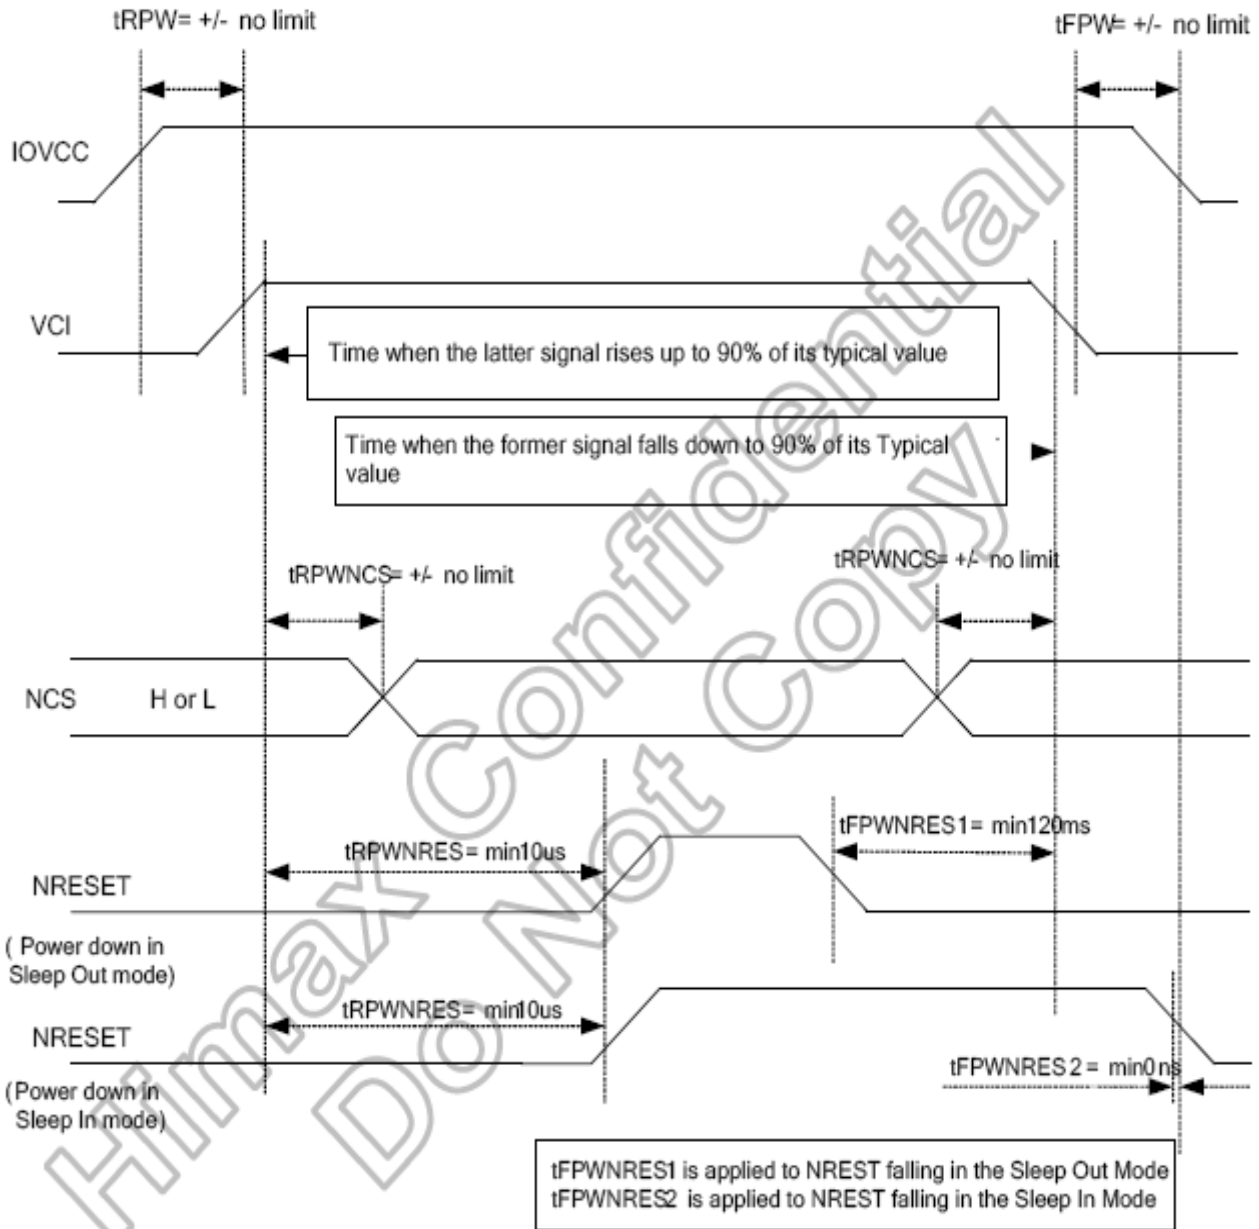 tRPW= +/- no limit
tFPW= +/- no limit
IOVCC
VCI
Time when the latter signal rises up to 90% of its typical value
Time when the former signal falls down to 90% of its Typical
value
tRPWNCS= +/- no limit
tRPWNCS= +/- no limit
NCS
H or L
tFPWNRES1= min120ms
tRPWNRES= min10us
NRESET
( Power down in
Sleep Out mode)
tRPWNRES= min10us
NRESET
tFPWNRES2 = min0ns
(Power down in
Sleep In mode)
tFPWNRES1 is applied to NREST falling in the Sleep Out Mode
tFPWNRES2 is applied to NREST falling in the Sleep In Mode
Himax Confidential
Do Not Copy